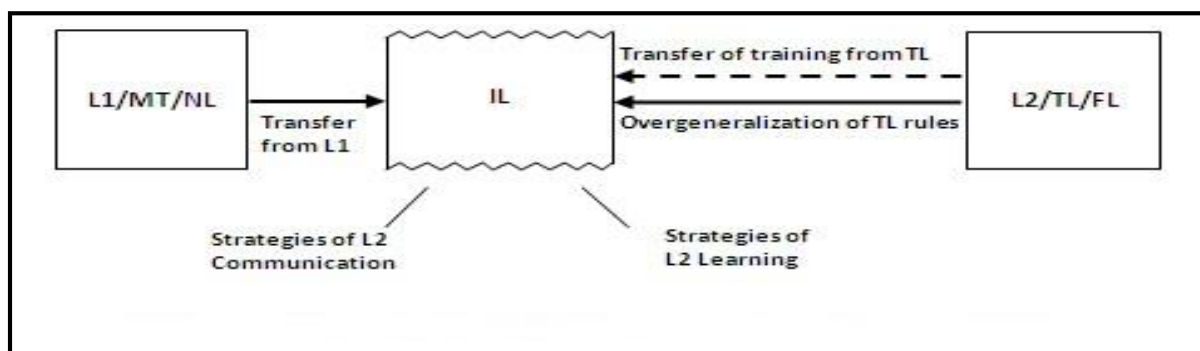 L1/MT/NL
Transfer
from L1
IL
Transfer of training from TL
Overgeneralization of TL rules
L2/TL/FL
Strategies of L2
Communication
Strategies of
L2 Learning